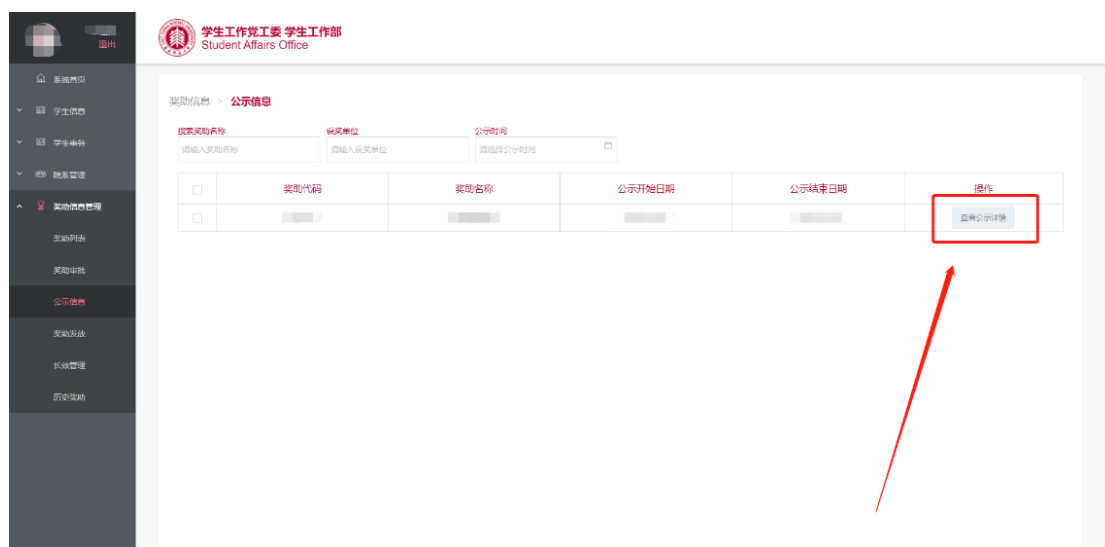 退出
学生工作党工委 学生工作部
Student Affairs Office
系统首页
学生信息
学生事务
院系管理
奖助信息管理
奖助列表
奖助审批
公示信息
奖助发放
长效管理
历史奖助
奖助信息 > 公示信息
搜索奖助名称 设奖单位 公示时间
请输入奖助名称 请输入设奖单位 请选择公示时间
奖助代码 奖助名称 公示开始日期 公示结束日期 操作
查看公示详情